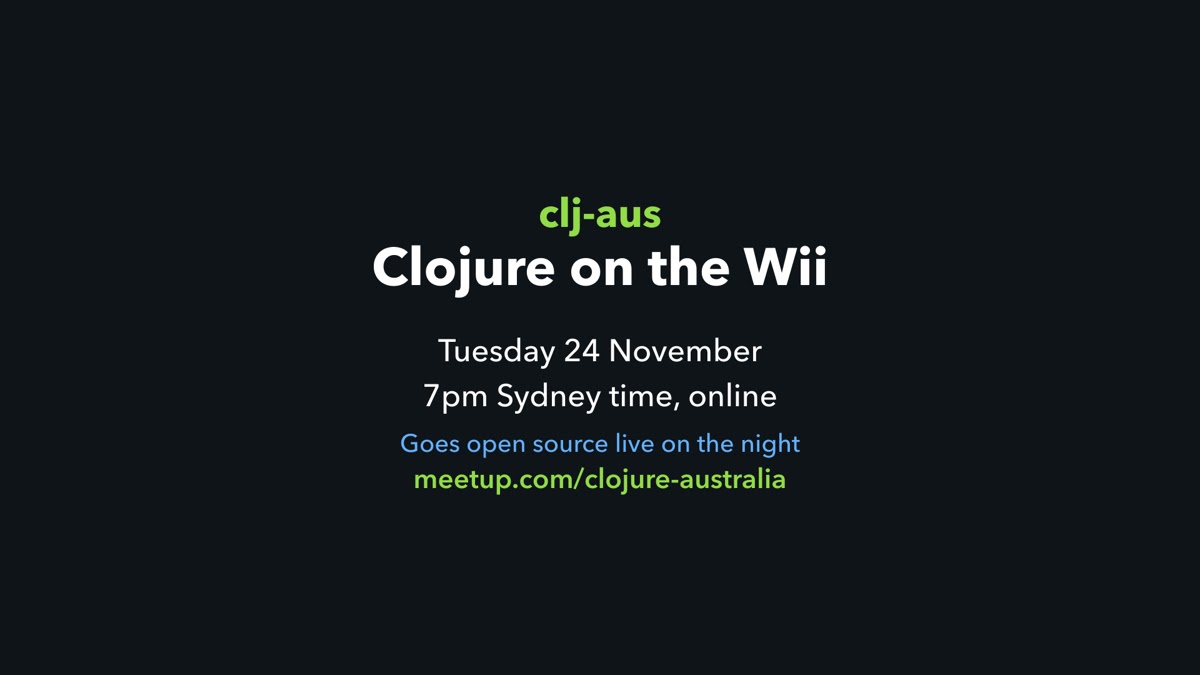 clj-aus
Clojure on the Wii
Tuesday 24 November
7pm Sydney time, online
Goes open source live on the night
meetup.com/clojure-australia